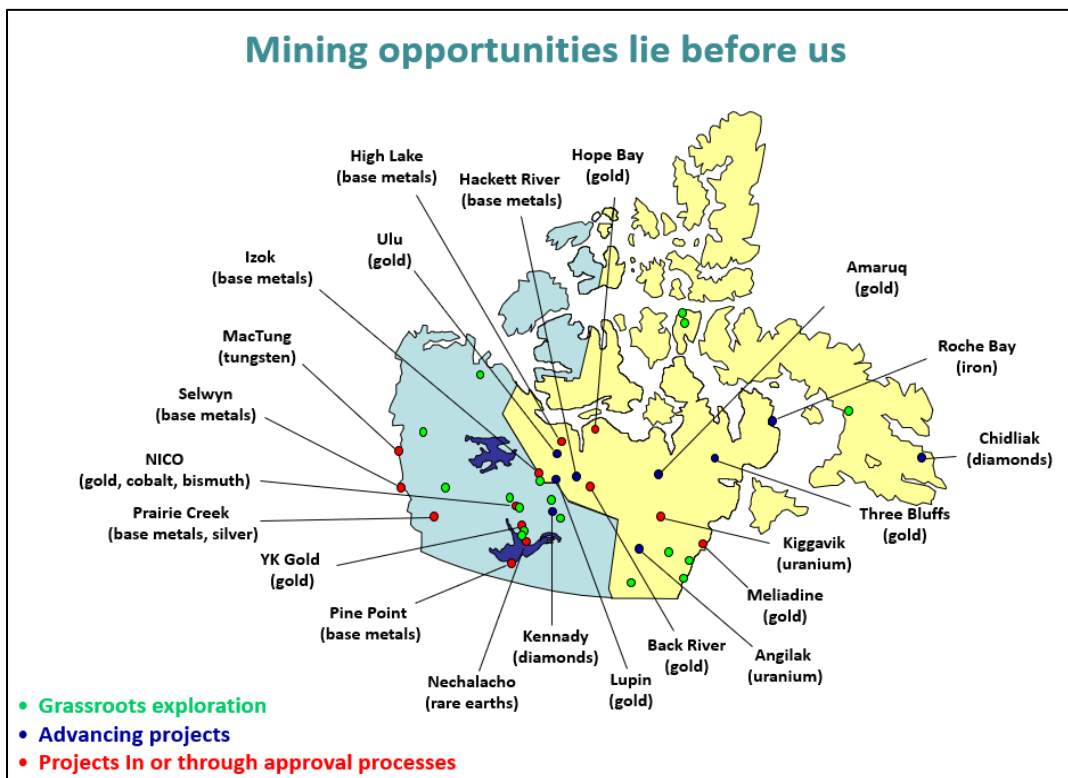 Mining opportunities lie before us
High Lake
(base metals)
Hackett River
(base metals)
Hope Bay
(gold)
Ulu
(gold)
Izok
(base metals)
Amaruq
(gold)
MacTung
(tungsten)
Roche Bay
(iron)
Selwyn
(base metals)
Chidliak
(diamonds)
NICO
(gold, cobalt, bismuth)
Prairie Creek
(base metals, silver)
Three Bluffs
(gold)
YK Gold
(gold)
Kiggavik
(uranium)
Pine Point
(base metals)
Meliadine
(gold)
Kennady
(diamonds)
Back River
(gold)
Angilak
(uranium)
Nechalacho
(rare earths)
Lupin
(gold)
• Grassroots exploration
• Advancing projects
• Projects In or through approval processes